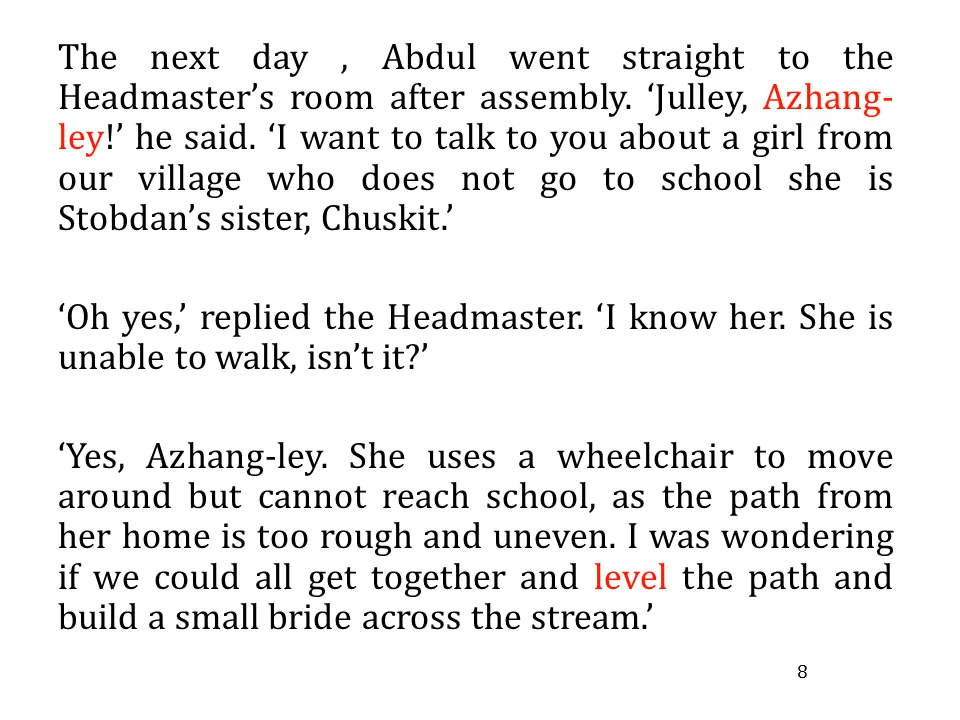 The next day , Abdul went straight to the
Headmaster’s room after assembly. ‘Julley, Azhang-
ley!’ he said. ‘I want to talk to you about a girl from
our village who does not go to school she is
Stobdan’s sister, Chuskit.’
‘Oh yes,’ replied the Headmaster. ‘I know her. She is
unable to walk, isn’t it?’
‘Yes, Azhang-ley. She uses a wheelchair to move
around but cannot reach school, as the path from
her home is too rough and uneven. I was wondering
if we could all get together and level the path and
build a small bride across the stream.’
8